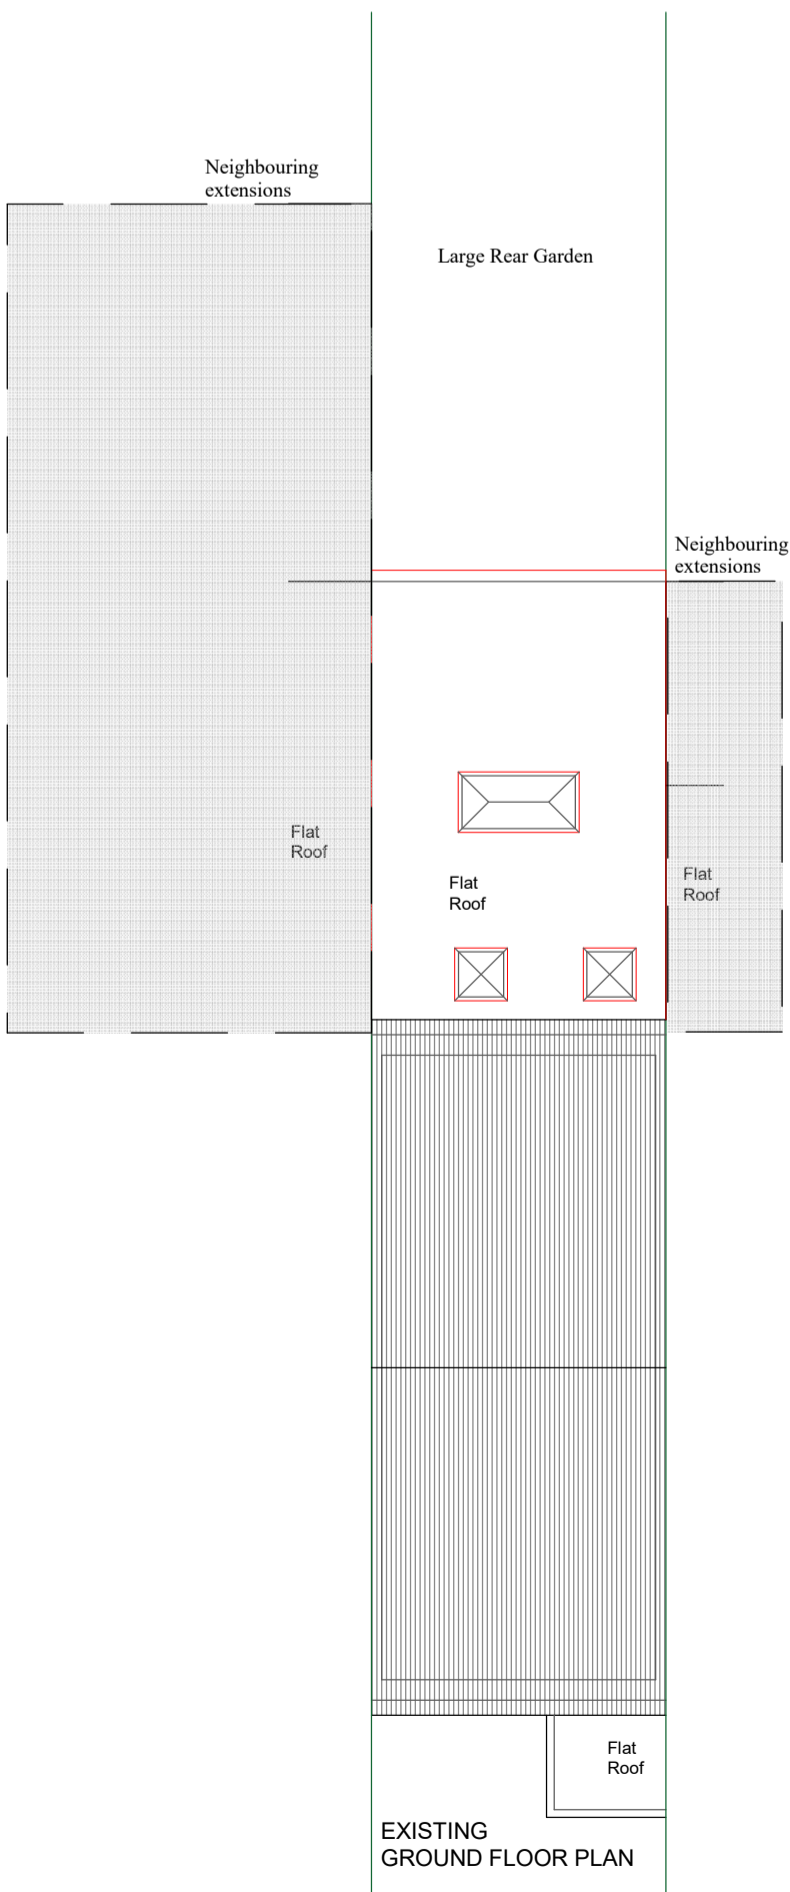 Neighbouring
extensions
Large Rear Garden
Neighbouring
extensions
Flat
Roof
Flat
Roof
Flat
Roof
Flat
Roof
EXISTING
GROUND FLOOR PLAN